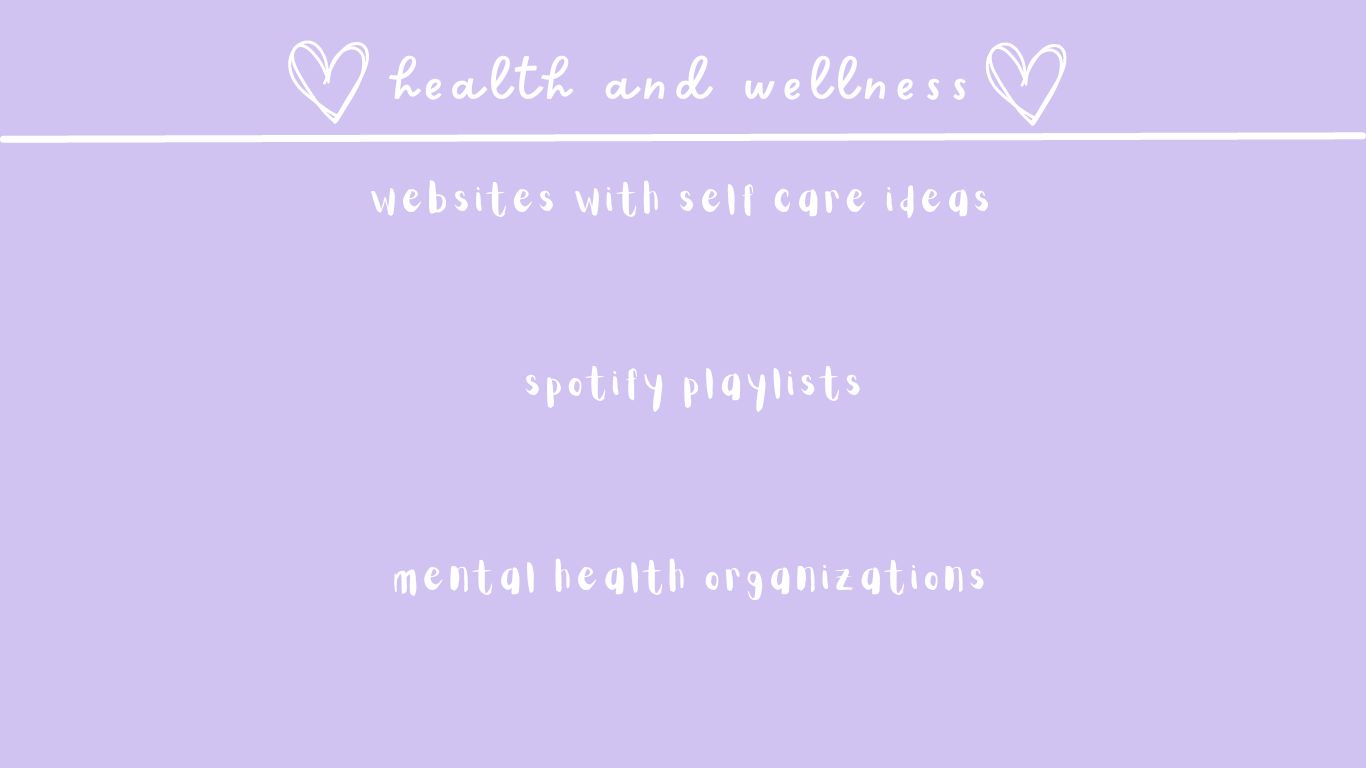 health and wellness
websites with self care ideas
spotify playlists
mental health organizations